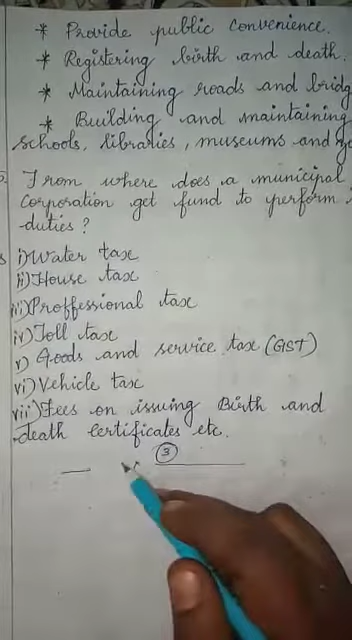 * Provide public convenience.
* Registering birth and death.
* Maintaining roads and bridg
* Building and maintaining
schools, libraries, museums and
From where does a municipal
corporation get fund to perform
duties?
i) Water tax
ii) House tax
iii) Proffessional tax
iv) Toll tax
v) Goods and service tax (GST)
vi) Vehicle tax
vii) Fees on issuing Birth and
death certificates etc.
3